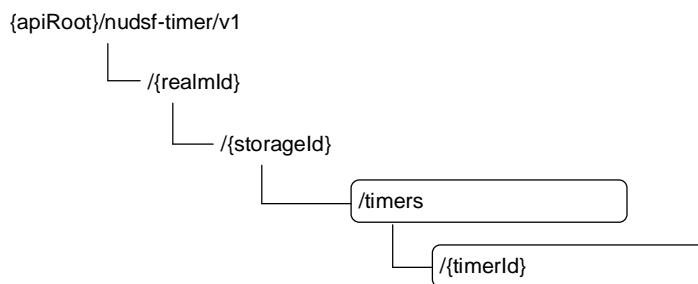 {apiRoot}/nudsf-timer/v1
/{realmId}
/{storageId}
/timers
/{timerId}